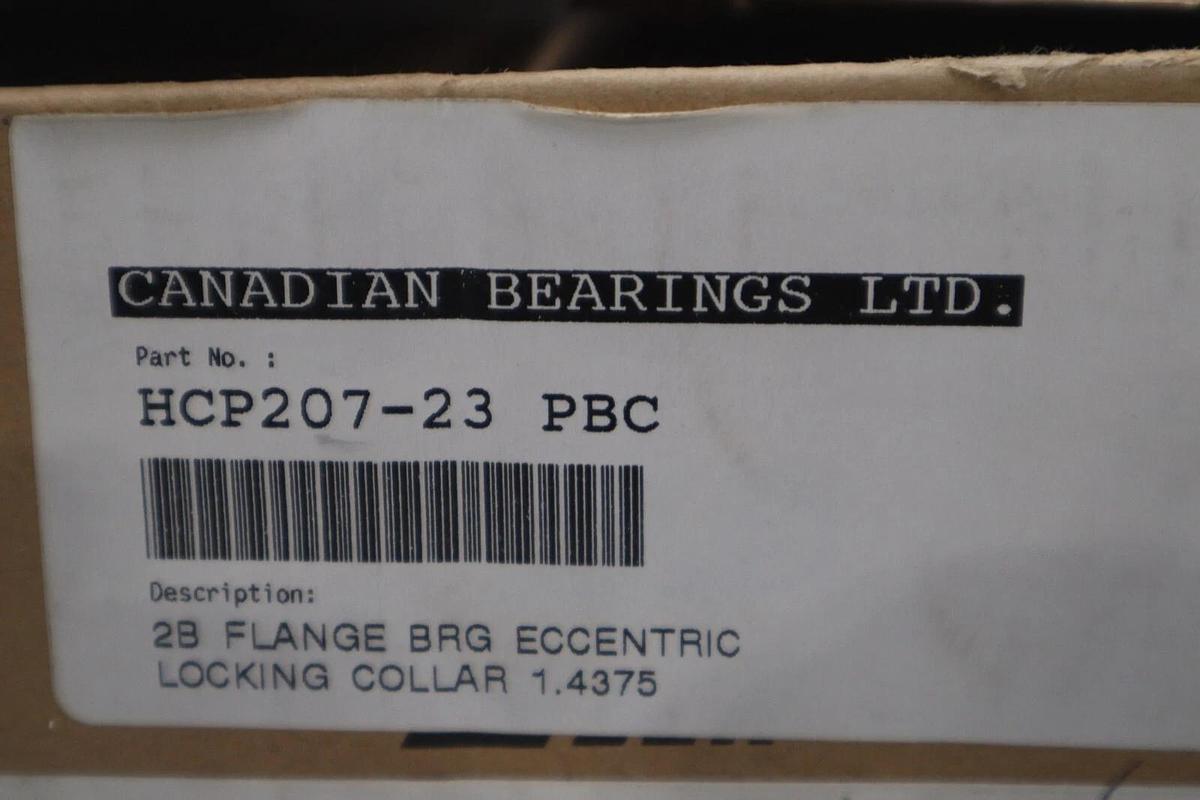 CANADIAN BEARINGS LTD.
Part No. :
HCP207-23 PBC
Description:
2B FLANGE BRG ECCENTRIC
LOCKING COLLAR 1.4375